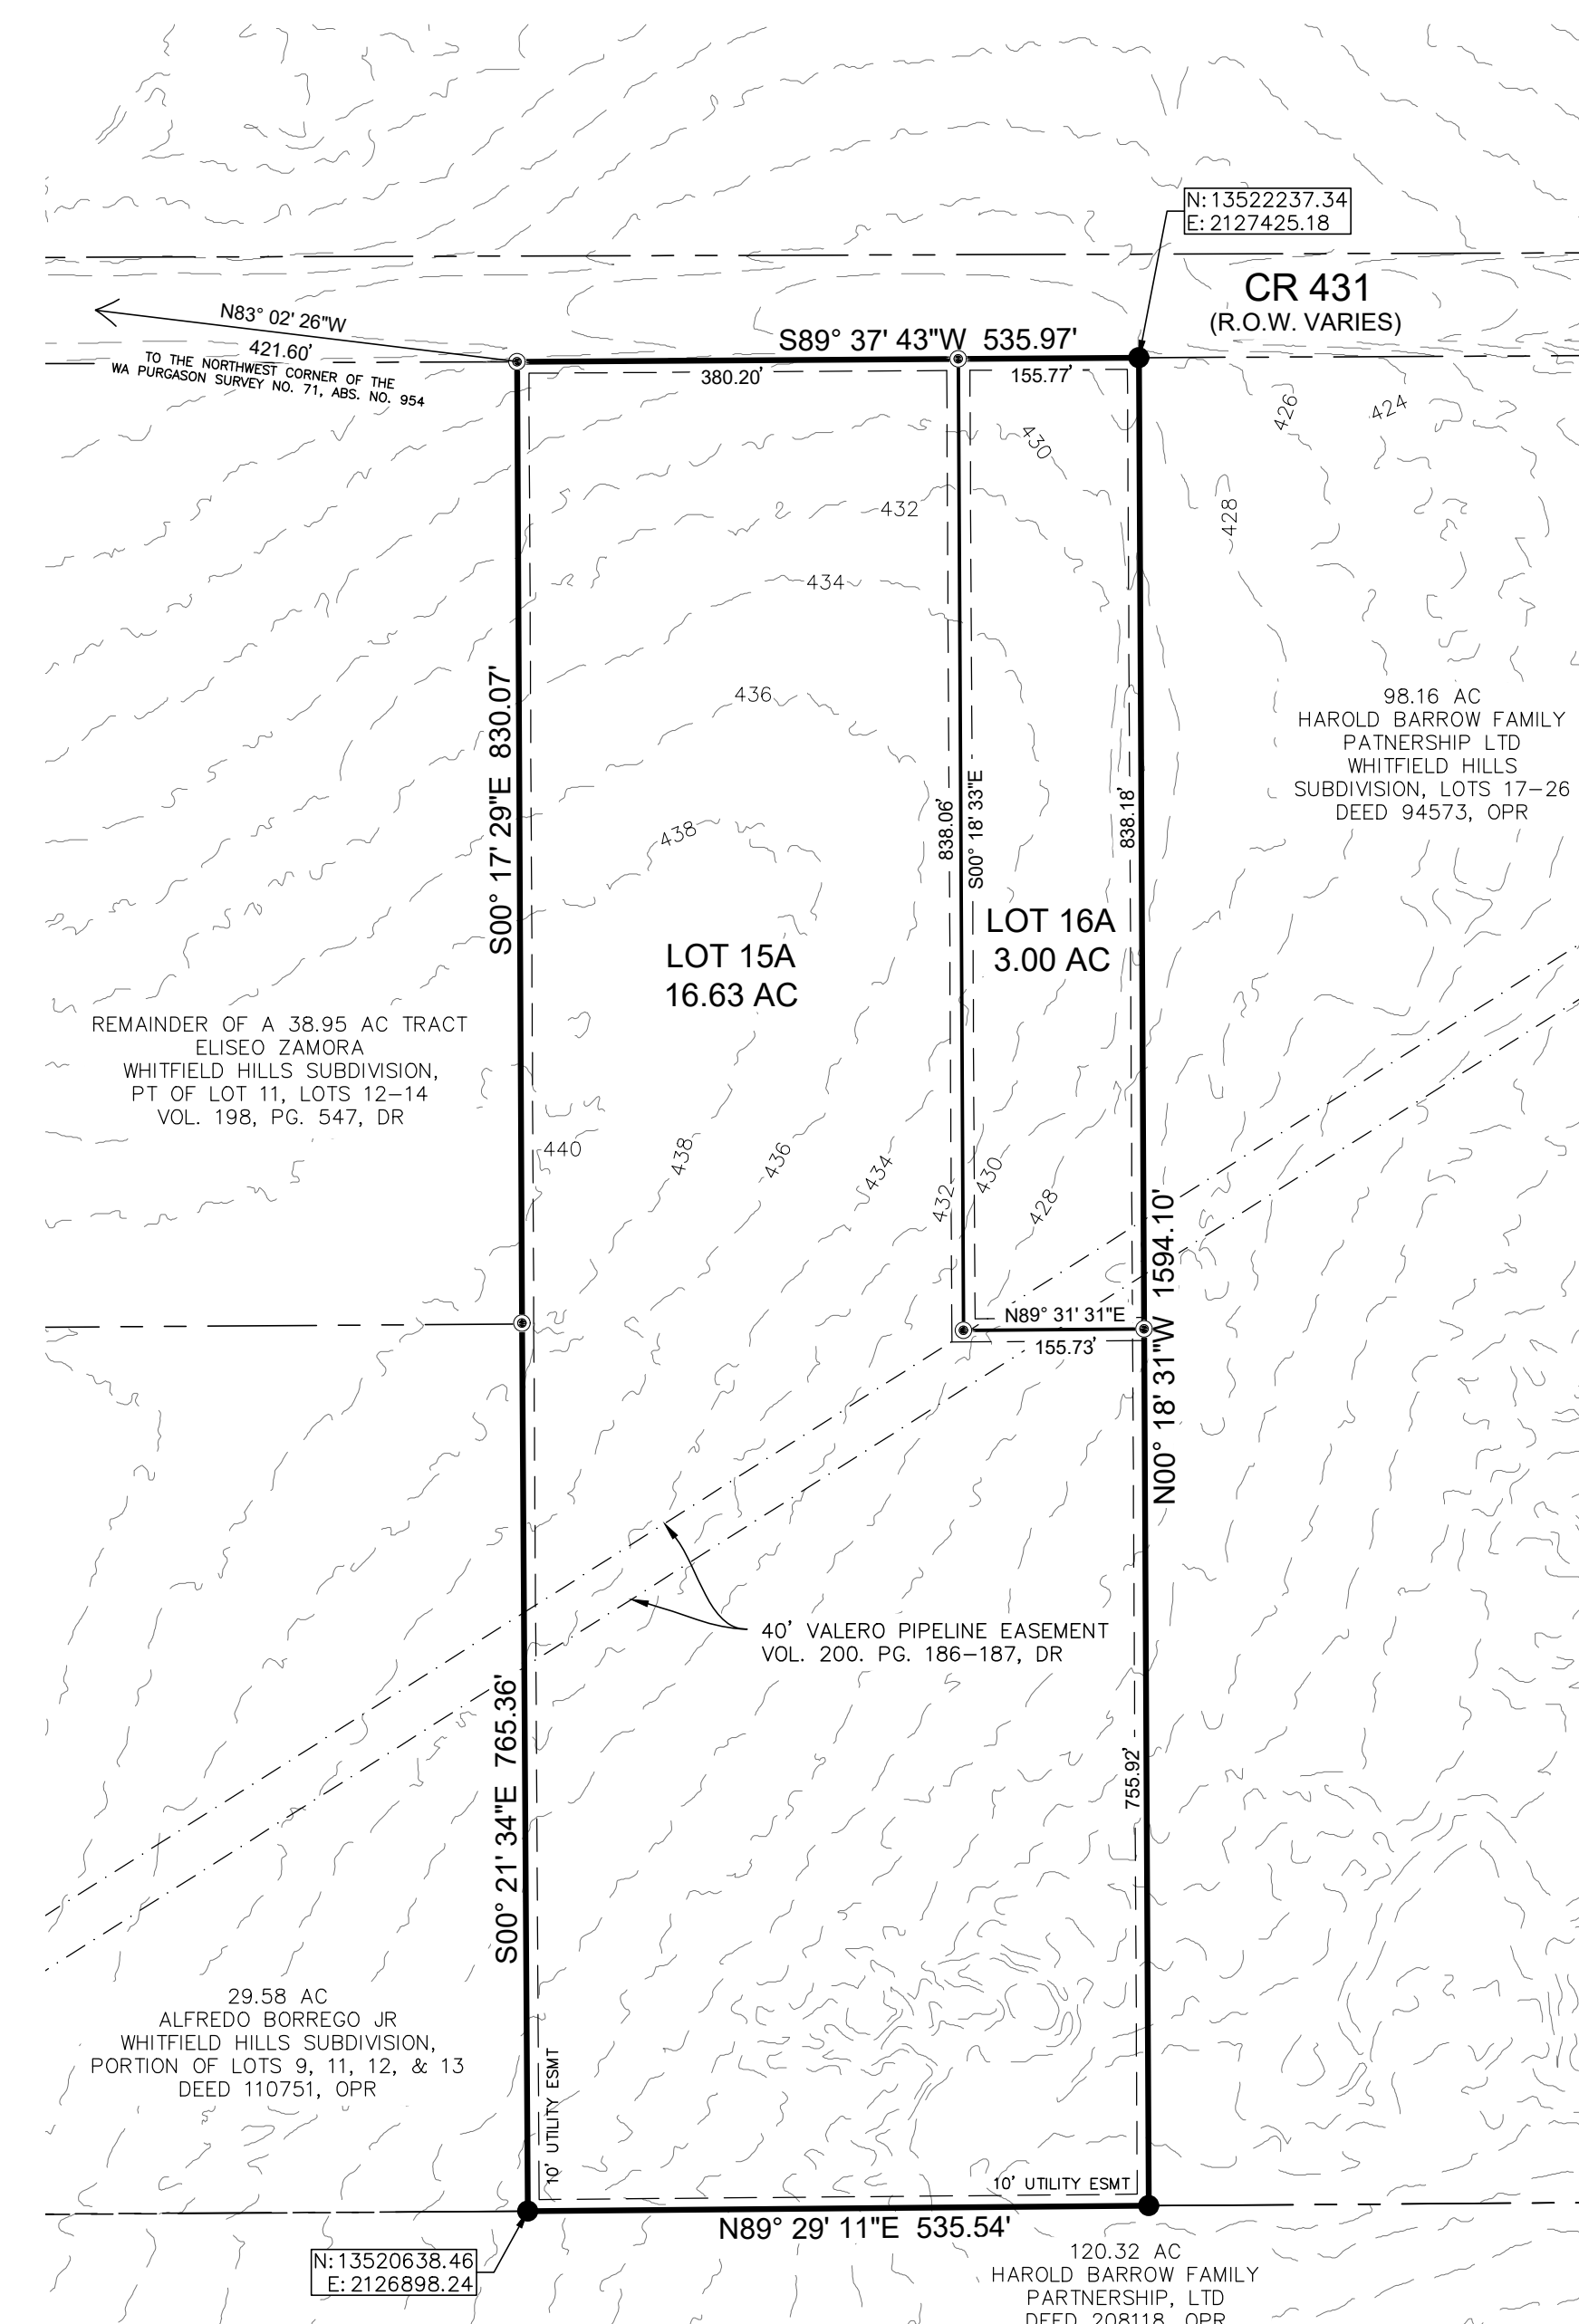 N:13522237.34
E:2127425.18
CR 431
(R.O.W. VARIES)
N83° 02' 26"W
421.60'
TO THE NORTHWEST CORNER OF THE
WA PURGASON SURVEY NO. 71, ABS. NO. 954
S89° 37' 43"W 535.97'
380.20'
155.77'
426
424
430
432
428
434
436
438
S00° 17' 29"E 830.07'
838.06'
S00° 18' 33"E
838.18'
98.16 AC
HAROLD BARROW FAMILY
PATNERSHIP LTD
WHITFIELD HILLS
SUBDIVISION, LOTS 17-26
DEED 94573, OPR
LOT 15A
16.63 AC
LOT 16A
3.00 AC
REMAINDER OF A 38.95 AC TRACT
ELISEO ZAMORA
WHITFIELD HILLS SUBDIVISION,
PT OF LOT 11, LOTS 12-14
VOL. 198, PG. 547, DR
440
438
436
434
432
430
428
N89° 31' 31"E
155.73'
N00° 18' 31"W 1594.10'
40' VALERO PIPELINE EASEMENT
VOL. 200. PG. 186-187, DR
S00° 21' 34"E 765.36'
755.92'
29.58 AC
ALFREDO BORREGO JR
WHITFIELD HILLS SUBDIVISION,
PORTION OF LOTS 9, 11, 12, & 13
DEED 110751, OPR
10' UTILITY ESMT
10' UTILITY ESMT
N89° 29' 11"E 535.54'
N:13520638.46
E:2126898.24
120.32 AC
HAROLD BARROW FAMILY
PARTNERSHIP, LTD
DEED 208118, OPR